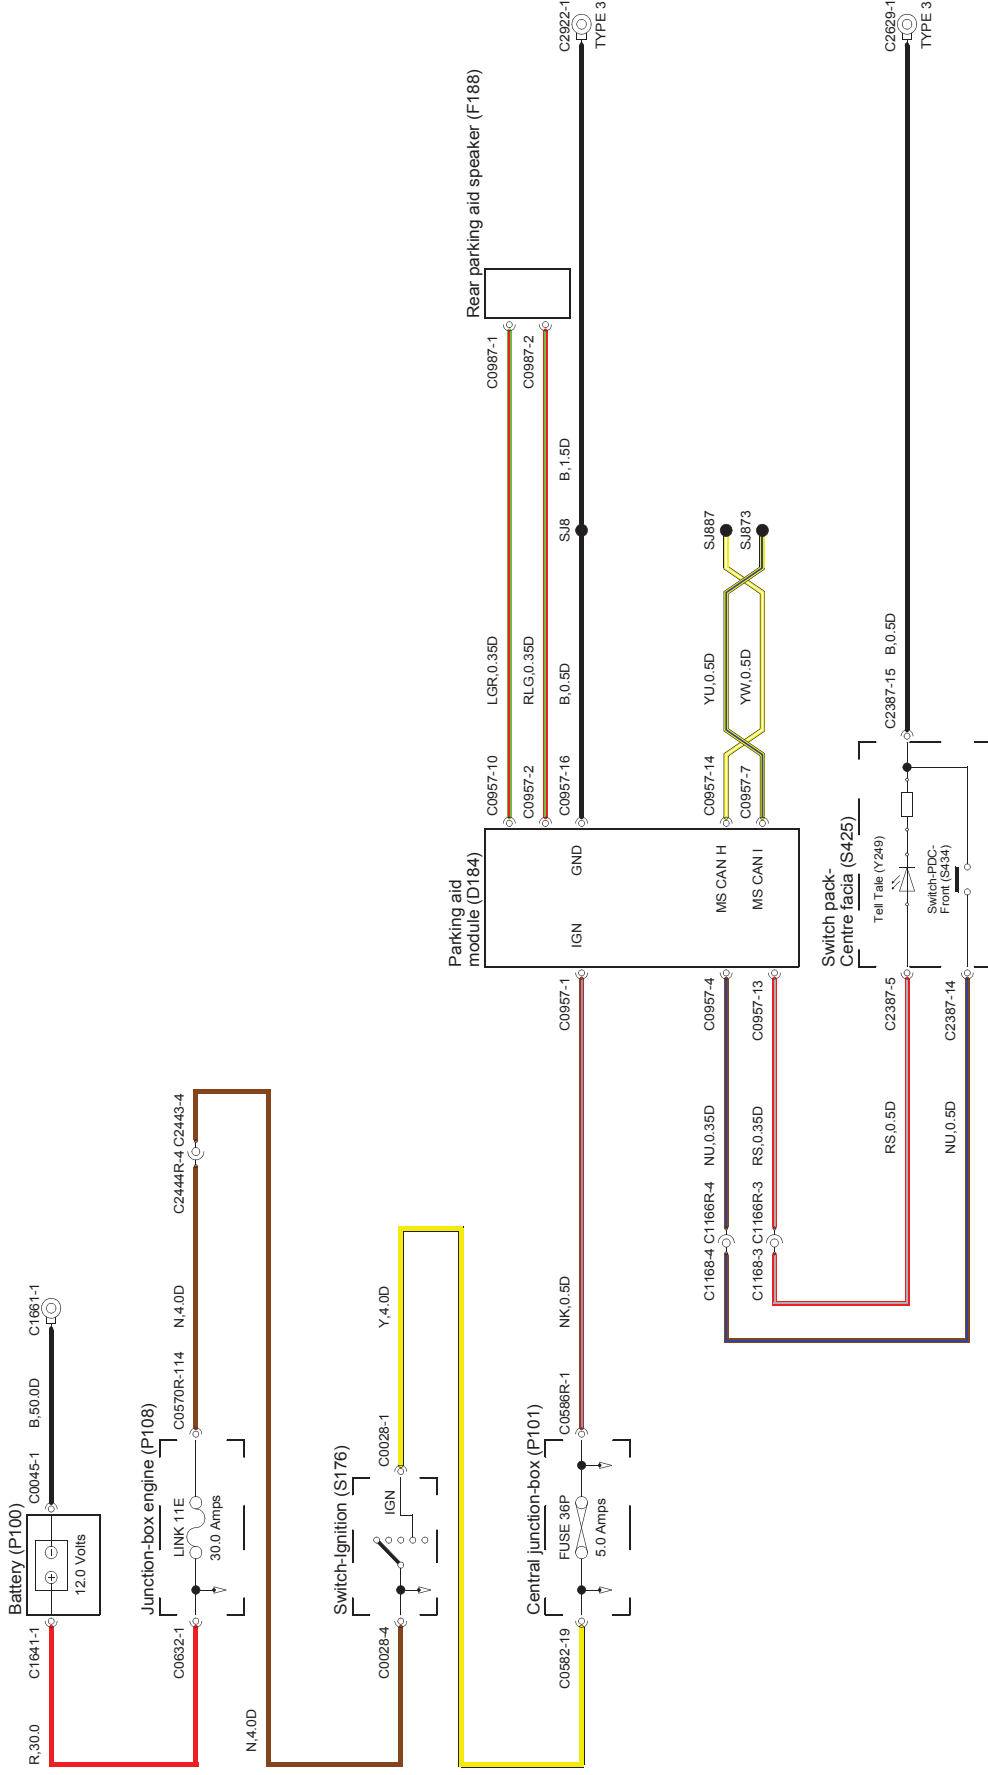 Battery (P100)
C1641-1
C0045-1
B,50.0D
C1661-1
12.0 Volts
R,30.0
Junction-box engine (P108)
C0632-1
LINK 11E
30.0 Amps
C0570R-114
N,4.0D
C2444R-4
C2443-4
N,4.0D
Switch-Ignition (S176)
C0028-4
IGN
C0028-1
Y,4.0D
Central junction-box (P101)
C0582-19
FUSE 36P
5.0 Amps
C0586R-1
NK,0.5D
C0957-1
Parking aid
module (D184)
IGN
GND
MS CAN H
MS CAN I
C0957-10
LGR,0.35D
C0987-1
C0957-2
RLG,0.35D
C0987-2
Rear parking aid speaker (F188)
C0957-16
B,0.5D
SJ8
B,1.5D
C2922-1
TYPE 3
C0957-14
YU,0.5D
SJ887
C0957-7
YW,0.5D
SJ873
C1168-4
C1166R-4
NU,0.35D
C0957-4
C1168-3
C1166R-3
RS,0.35D
C0957-13
Switch pack-
Centre facia (S425)
Tell Tale (Y249)
Switch-PDC-
Front (S434)
RS,0.5D
C2387-5
NU,0.5D
C2387-14
C2387-15
B,0.5D
C2629-1
TYPE 3